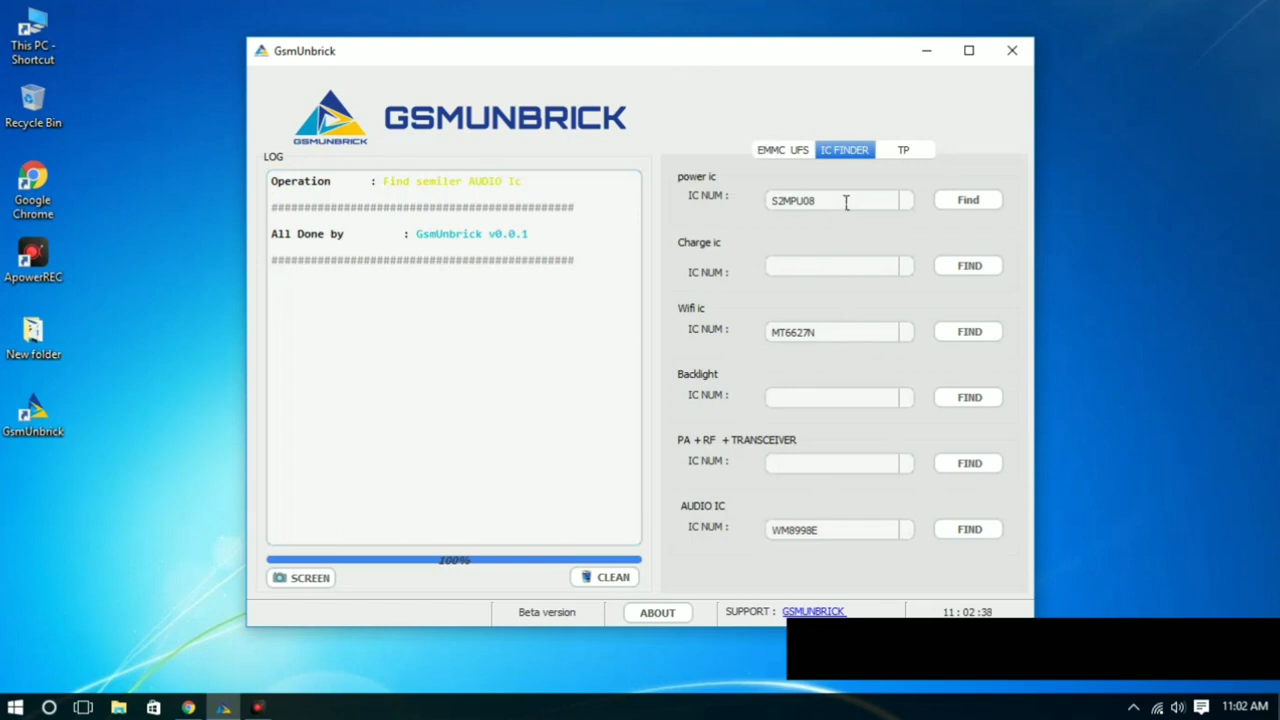 This PC -
Shortcut
Recycle Bin
Google
Chrome
ApowerREC
New folder
GsmUnbrick
GsmUnbrick
GSMUNBRICK
GSMUNBRICK
LOG
Operation : Find semiler AUDIO Ic
##############################################
All Done by : GsmUnbrick v0.0.1
##############################################
100%
SCREEN
CLEAN
EMMC UFS IC FINDER TP
power ic
IC NUM : S2MPU08 Find
Charge ic
IC NUM : FIND
Wifi ic
IC NUM : MT6627N FIND
Backlight
IC NUM : FIND
PA + RF + TRANSCEIVER
IC NUM : FIND
AUDIO IC
IC NUM : WM8998E FIND
Beta version ABOUT SUPPORT : GSMUNBRICK 11:02:38
11:02 AM